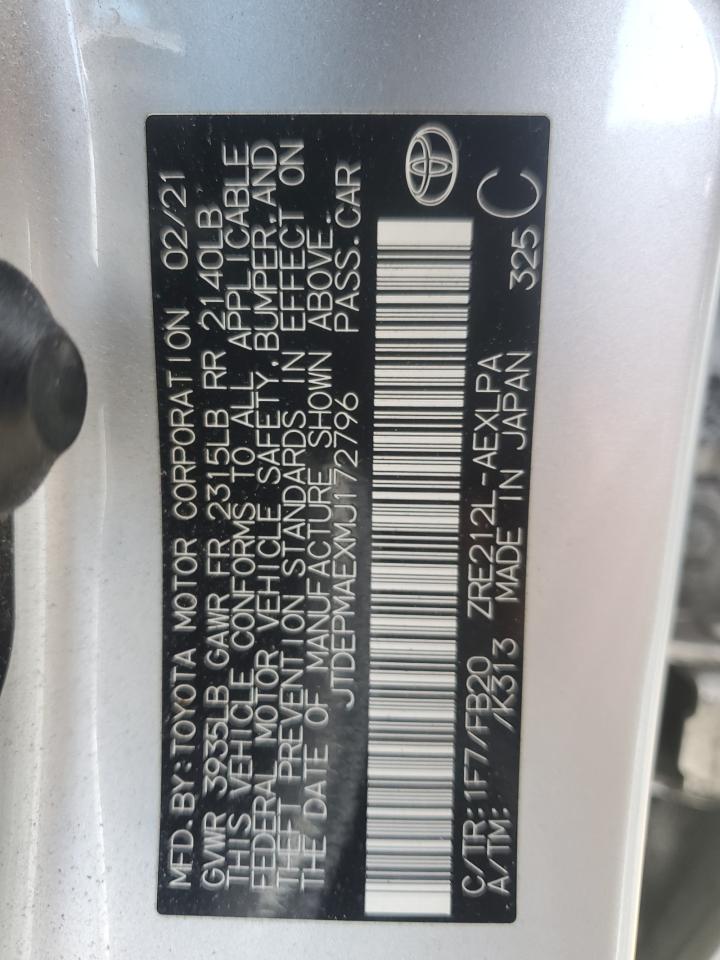 MFD. BY: TOYOTA MOTOR CORPORATION 02/21
GVWR 3935LB GAWR FR 2315LB RR 2140LB
THIS VEHICLE CONFORMS TO ALL APPLICABLE
FEDERAL MOTOR VEHICLE SAFETY, BUMPER, AND
THEFT PREVENTION STANDARDS IN EFFECT ON
THE DATE OF MANUFACTURE SHOWN ABOVE.
JTDEPMAEXMJ172796 PASS. CAR
C/TR: 1F7/FB20 ZRE212L-AEXLPA 325 C
A/TM: /K313 MADE IN JAPAN